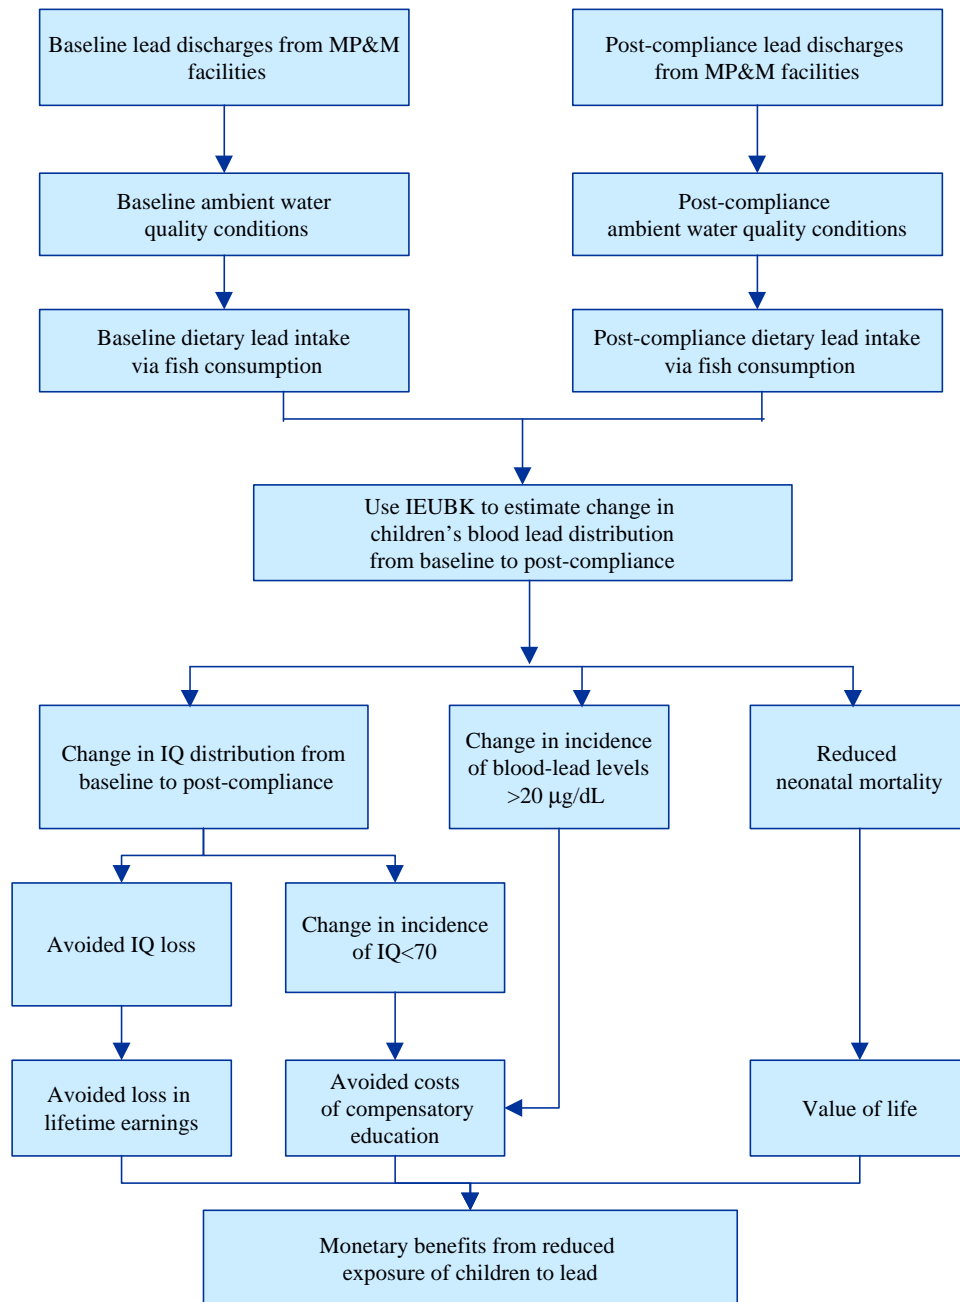 Baseline lead discharges from MP&M
facilities
Post-compliance lead discharges
from MP&M facilities
Baseline ambient water
quality conditions
Post-compliance
ambient water quality conditions
Baseline dietary lead intake
via fish consumption
Post-compliance dietary lead intake
via fish consumption
Use IEUBK to estimate change in
children’s blood lead distribution
from baseline to post-compliance
Change in IQ distribution from
baseline to post-compliance
Change in incidence
of blood-lead levels
>20 µg/dL
Reduced
neonatal mortality
Avoided IQ loss
Change in incidence
of IQ<70
Avoided loss in
lifetime earnings
Avoided costs
of compensatory
education
Value of life
Monetary benefits from reduced
exposure of children to lead